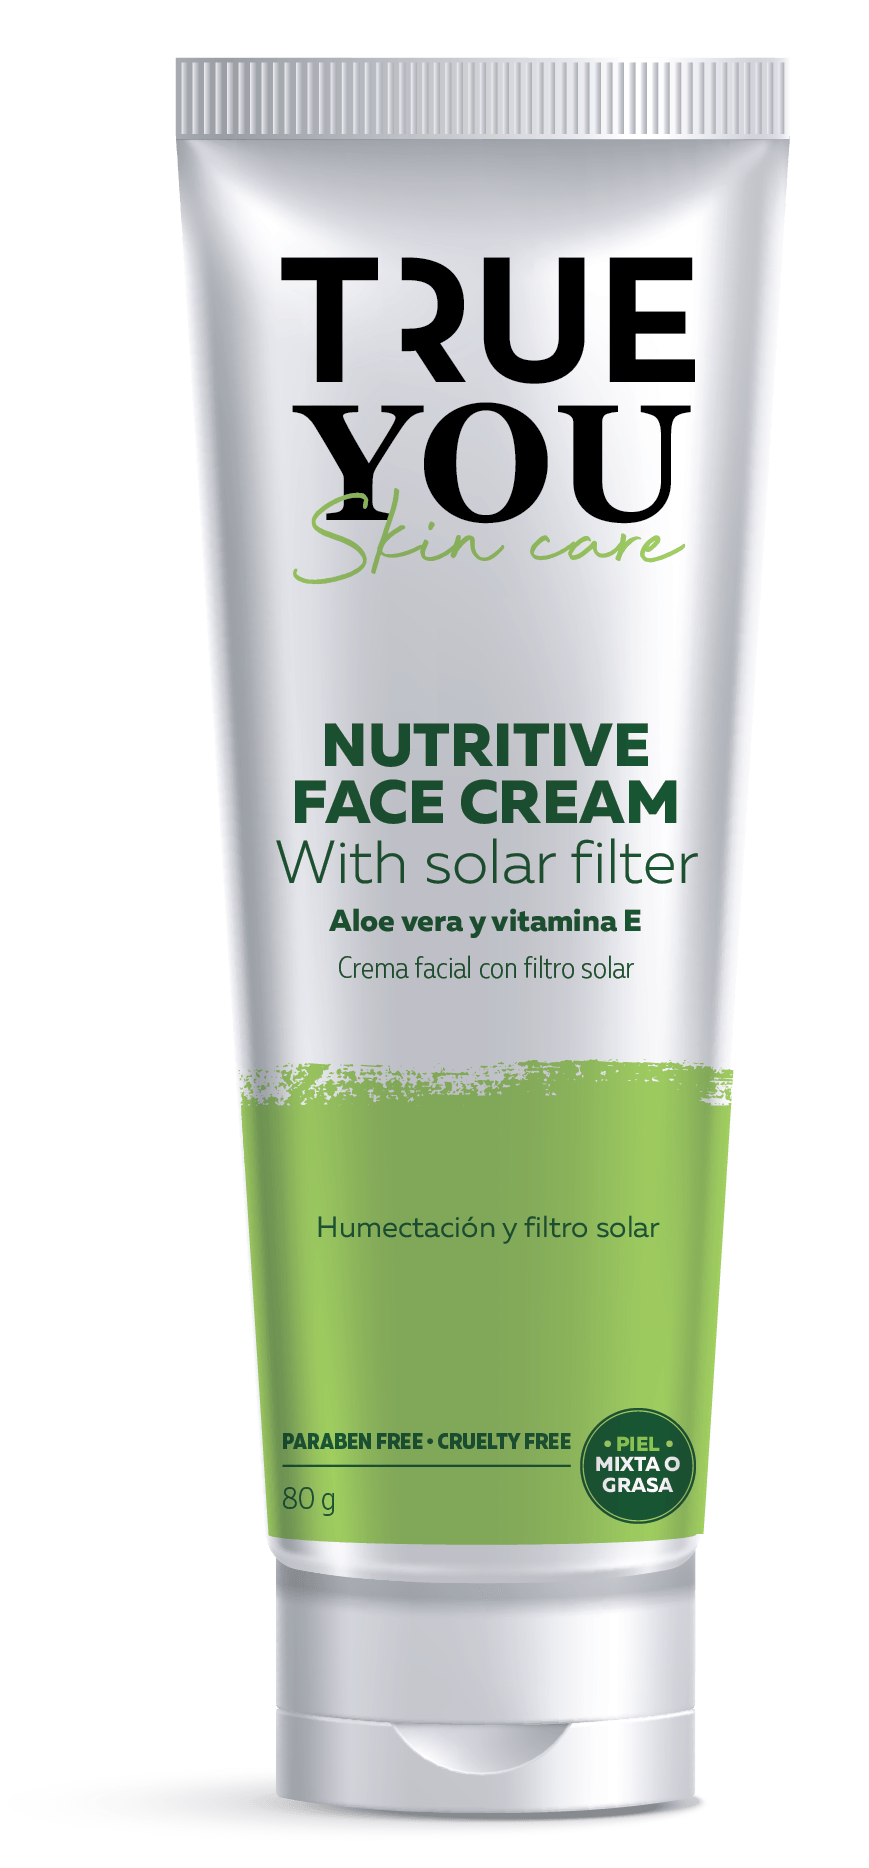 TRUE
YOU
Skin care
NUTRITIVE
FACE CREAM
With solar filter
Aloe vera y vitamina E
Crema facial con filtro solar
Humectación y filtro solar
PARABEN FREE • CRUELTY FREE
80 g
• PIEL •
MIXTA O
GRASA